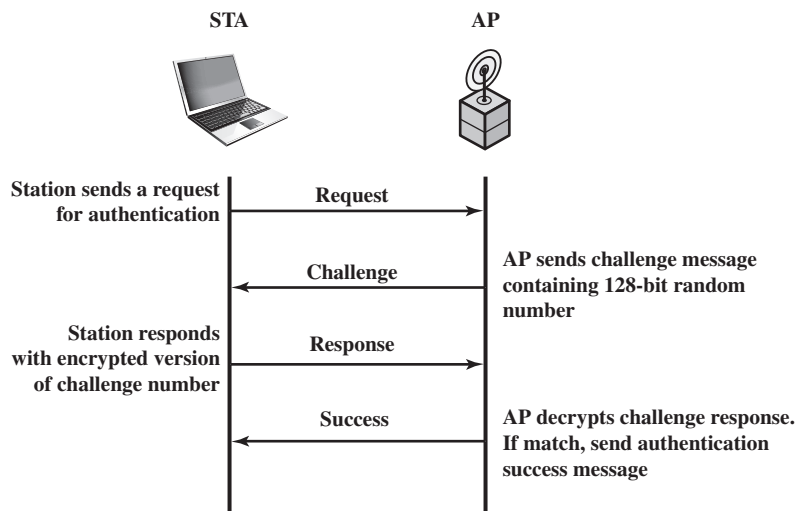 STA
AP
Station sends a request
for authentication
Request
Challenge
AP sends challenge message
containing 128-bit random
number
Station responds
with encrypted version
of challenge number
Response
Success
AP decrypts challenge response.
If match, send authentication
success message